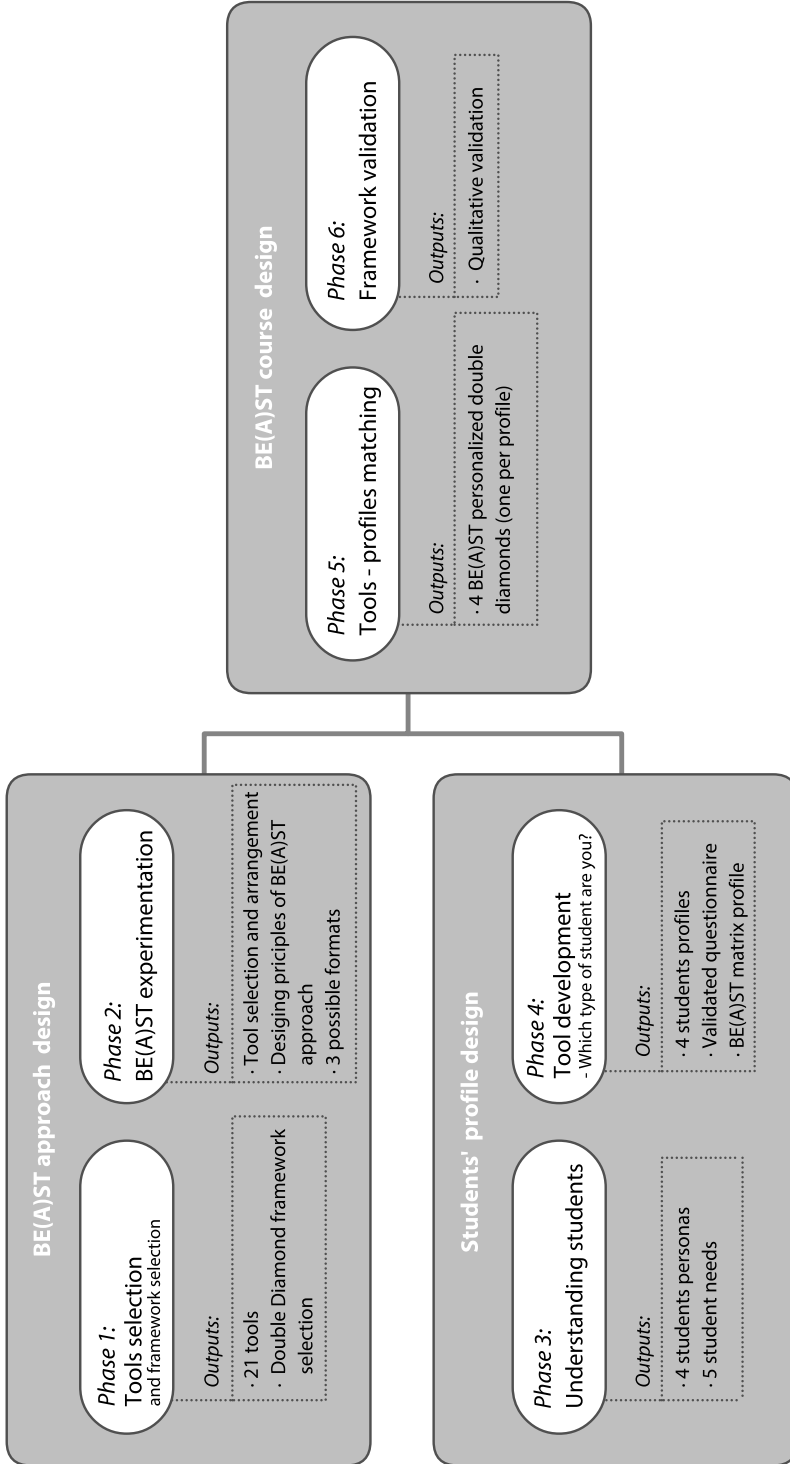 BE(A)ST approach design
Phase 1:
Tools selection
and framework selection
Outputs:
· 21 tools
· Double Diamond framework
selection
Phase 2:
BE(A)ST experimentation
Outputs:
· Tool selection and arrangement
· Desiging priciples of BE(A)ST
approach
· 3 possible formats
Students' profile design
Phase 3:
Understanding students
Outputs:
· 4 students personas
· 5 student needs
Phase 4:
Tool development
- Which type of student are you?
Outputs:
· 4 students profiles
· Validated questionnaire
· BE(A)ST matrix profile
BE(A)ST course design
Phase 5:
Tools - profiles matching
Outputs:
· 4 BE(A)ST personalized double
diamonds (one per profile)
Phase 6:
Framework validation
Outputs:
· Qualitative validation